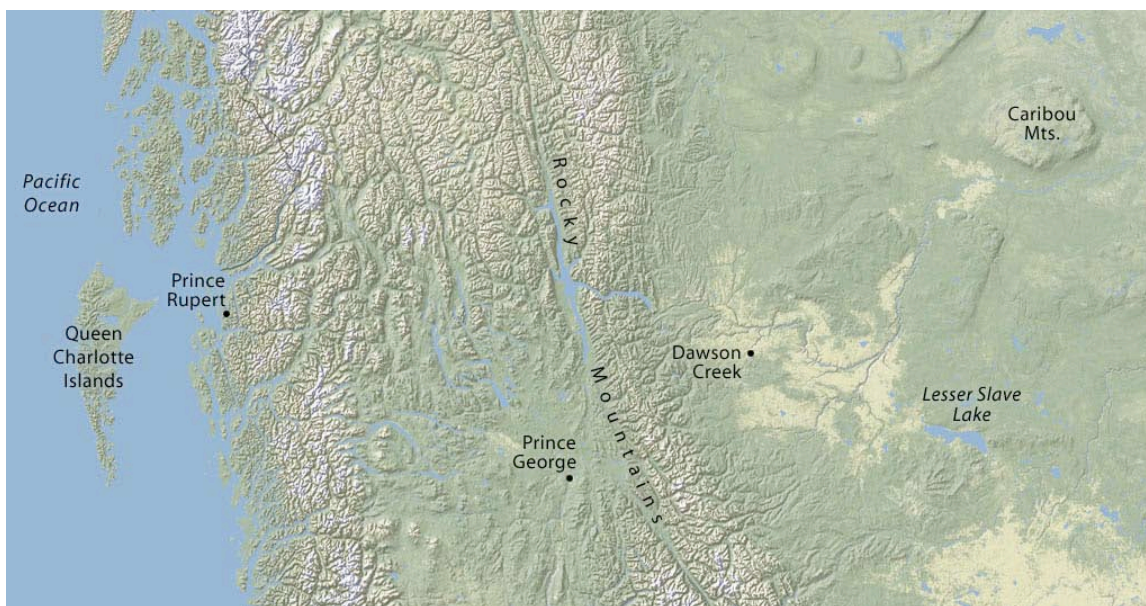 Caribou
Mts.
Rocky
Pacific
Ocean
Prince
Rupert
Queen
Charlotte
Islands
Dawson
Creek
Mountains
Lesser Slave
Lake
Prince
George